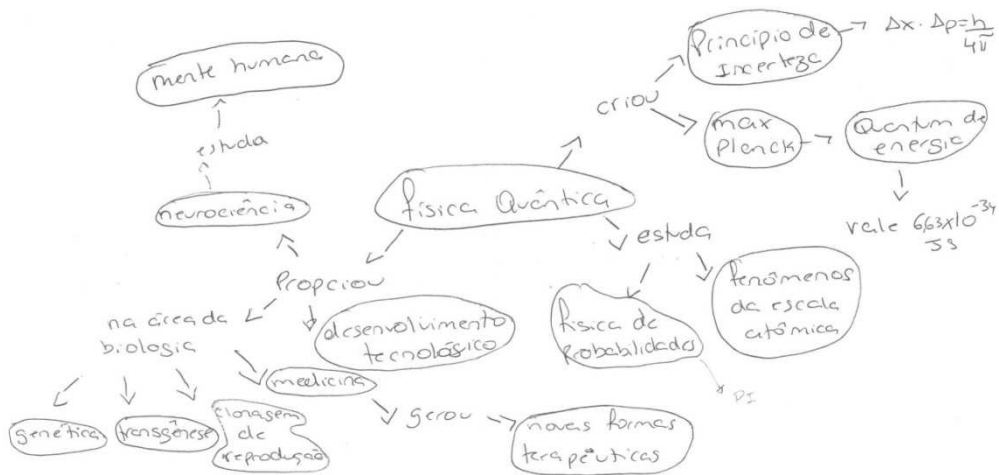 mente humana
estuda
neurociência
Princípio de
Incerteza
Δx. Δp=h/4π
criou
max
Planck
Quantum de
energia
vale 6,63x10^-34
JS
física Quântica
estuda
física de
Probabilidades
PI
fenômenos
da escala
atômica
Propciou
na área da
biologia
desenvolvimento
tecnológico
medicina
gerou
novas formas
terapêuticas
genética
transgênese
clonagem
de
reprodução